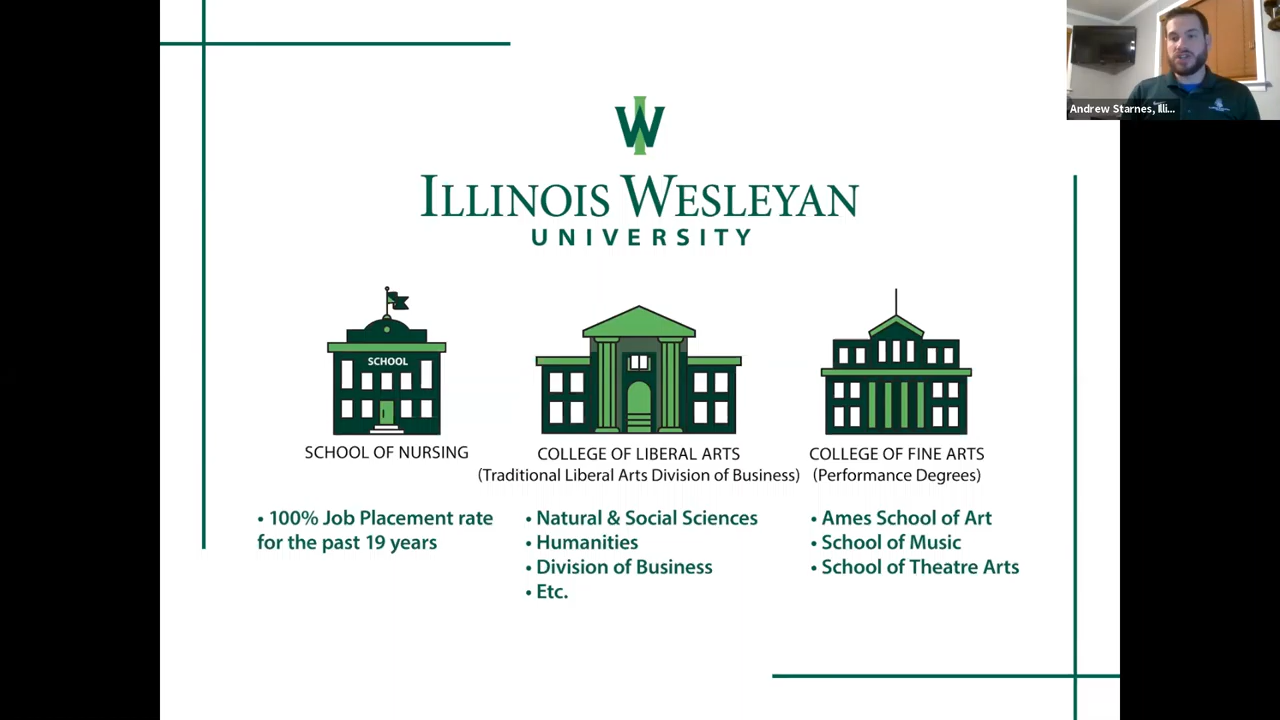 Andrew Starnes, Illi...
IW
ILLINOIS WESLEYAN
UNIVERSITY
SCHOOL
SCHOOL OF NURSING
• 100% Job Placement rate
for the past 19 years
COLLEGE OF LIBERAL ARTS
(Traditional Liberal Arts Division of Business)
• Natural & Social Sciences
• Humanities
• Division of Business
• Etc.
COLLEGE OF FINE ARTS
(Performance Degrees)
• Ames School of Art
• School of Music
• School of Theatre Arts